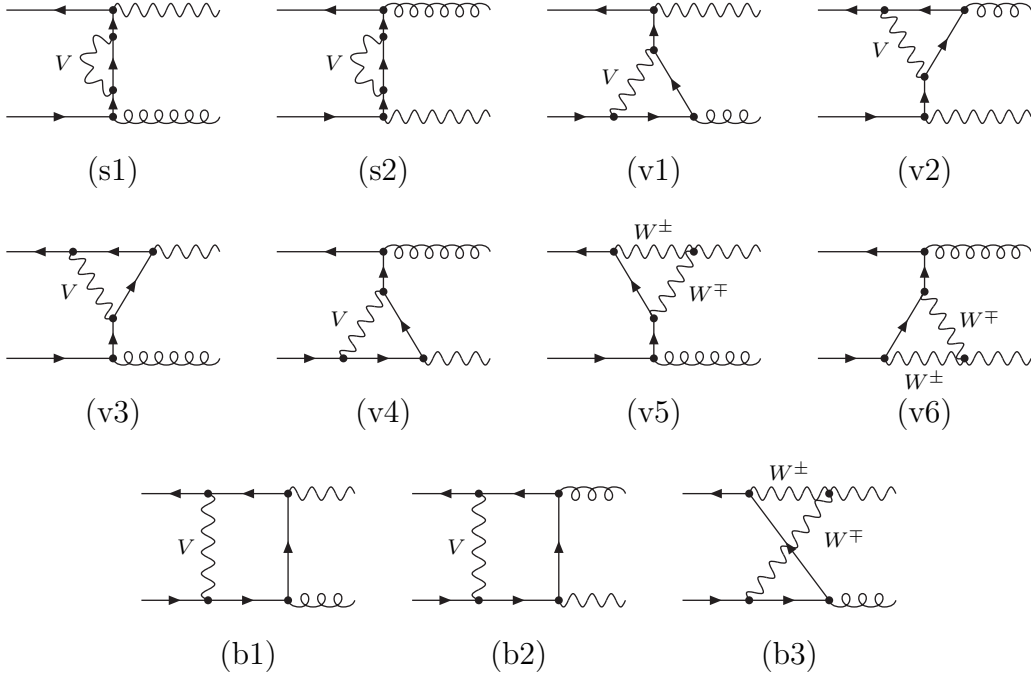 V V V V
(s1) (s2) (v1) (v2)
W± 
V V W∓ W∓
W±
(v3) (v4) (v5) (v6)
W±
V V W∓
(b1) (b2) (b3)